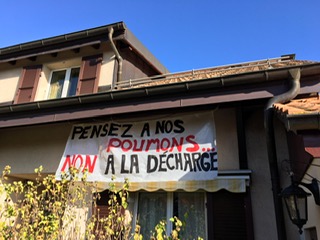 PENSEZ A NOS
POUMONS...
NON À LA DÉCHARGE